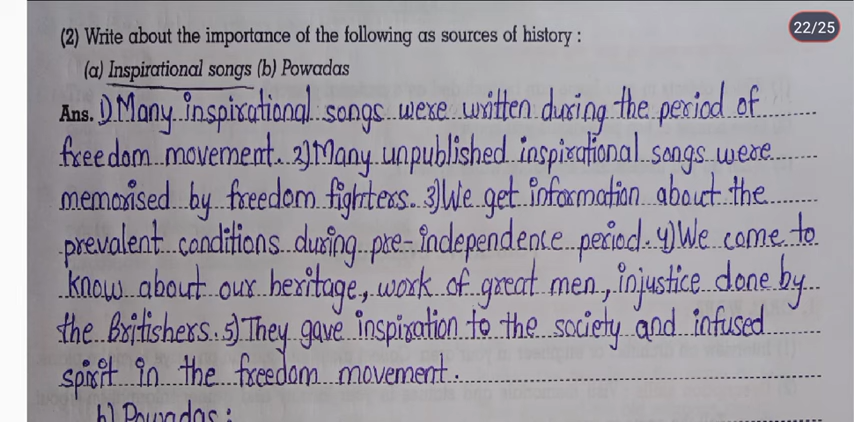 22/25
(2) Write about the importance of the following as sources of history :
(a) Inspirational songs (b) Powadas
Ans. 1) Many inspirational songs were written during the period of
freedom movement. 2) Many unpublished inspirational songs were
memorised by freedom fighters. 3) We get information about the
prevalent conditions during pre-independence period. 4) We come to
know about our heritage, work of great men, injustice done by
the Britishers. 5) They gave inspiration to the society and infused
spirit in the freedom movement.
b) Powadas :